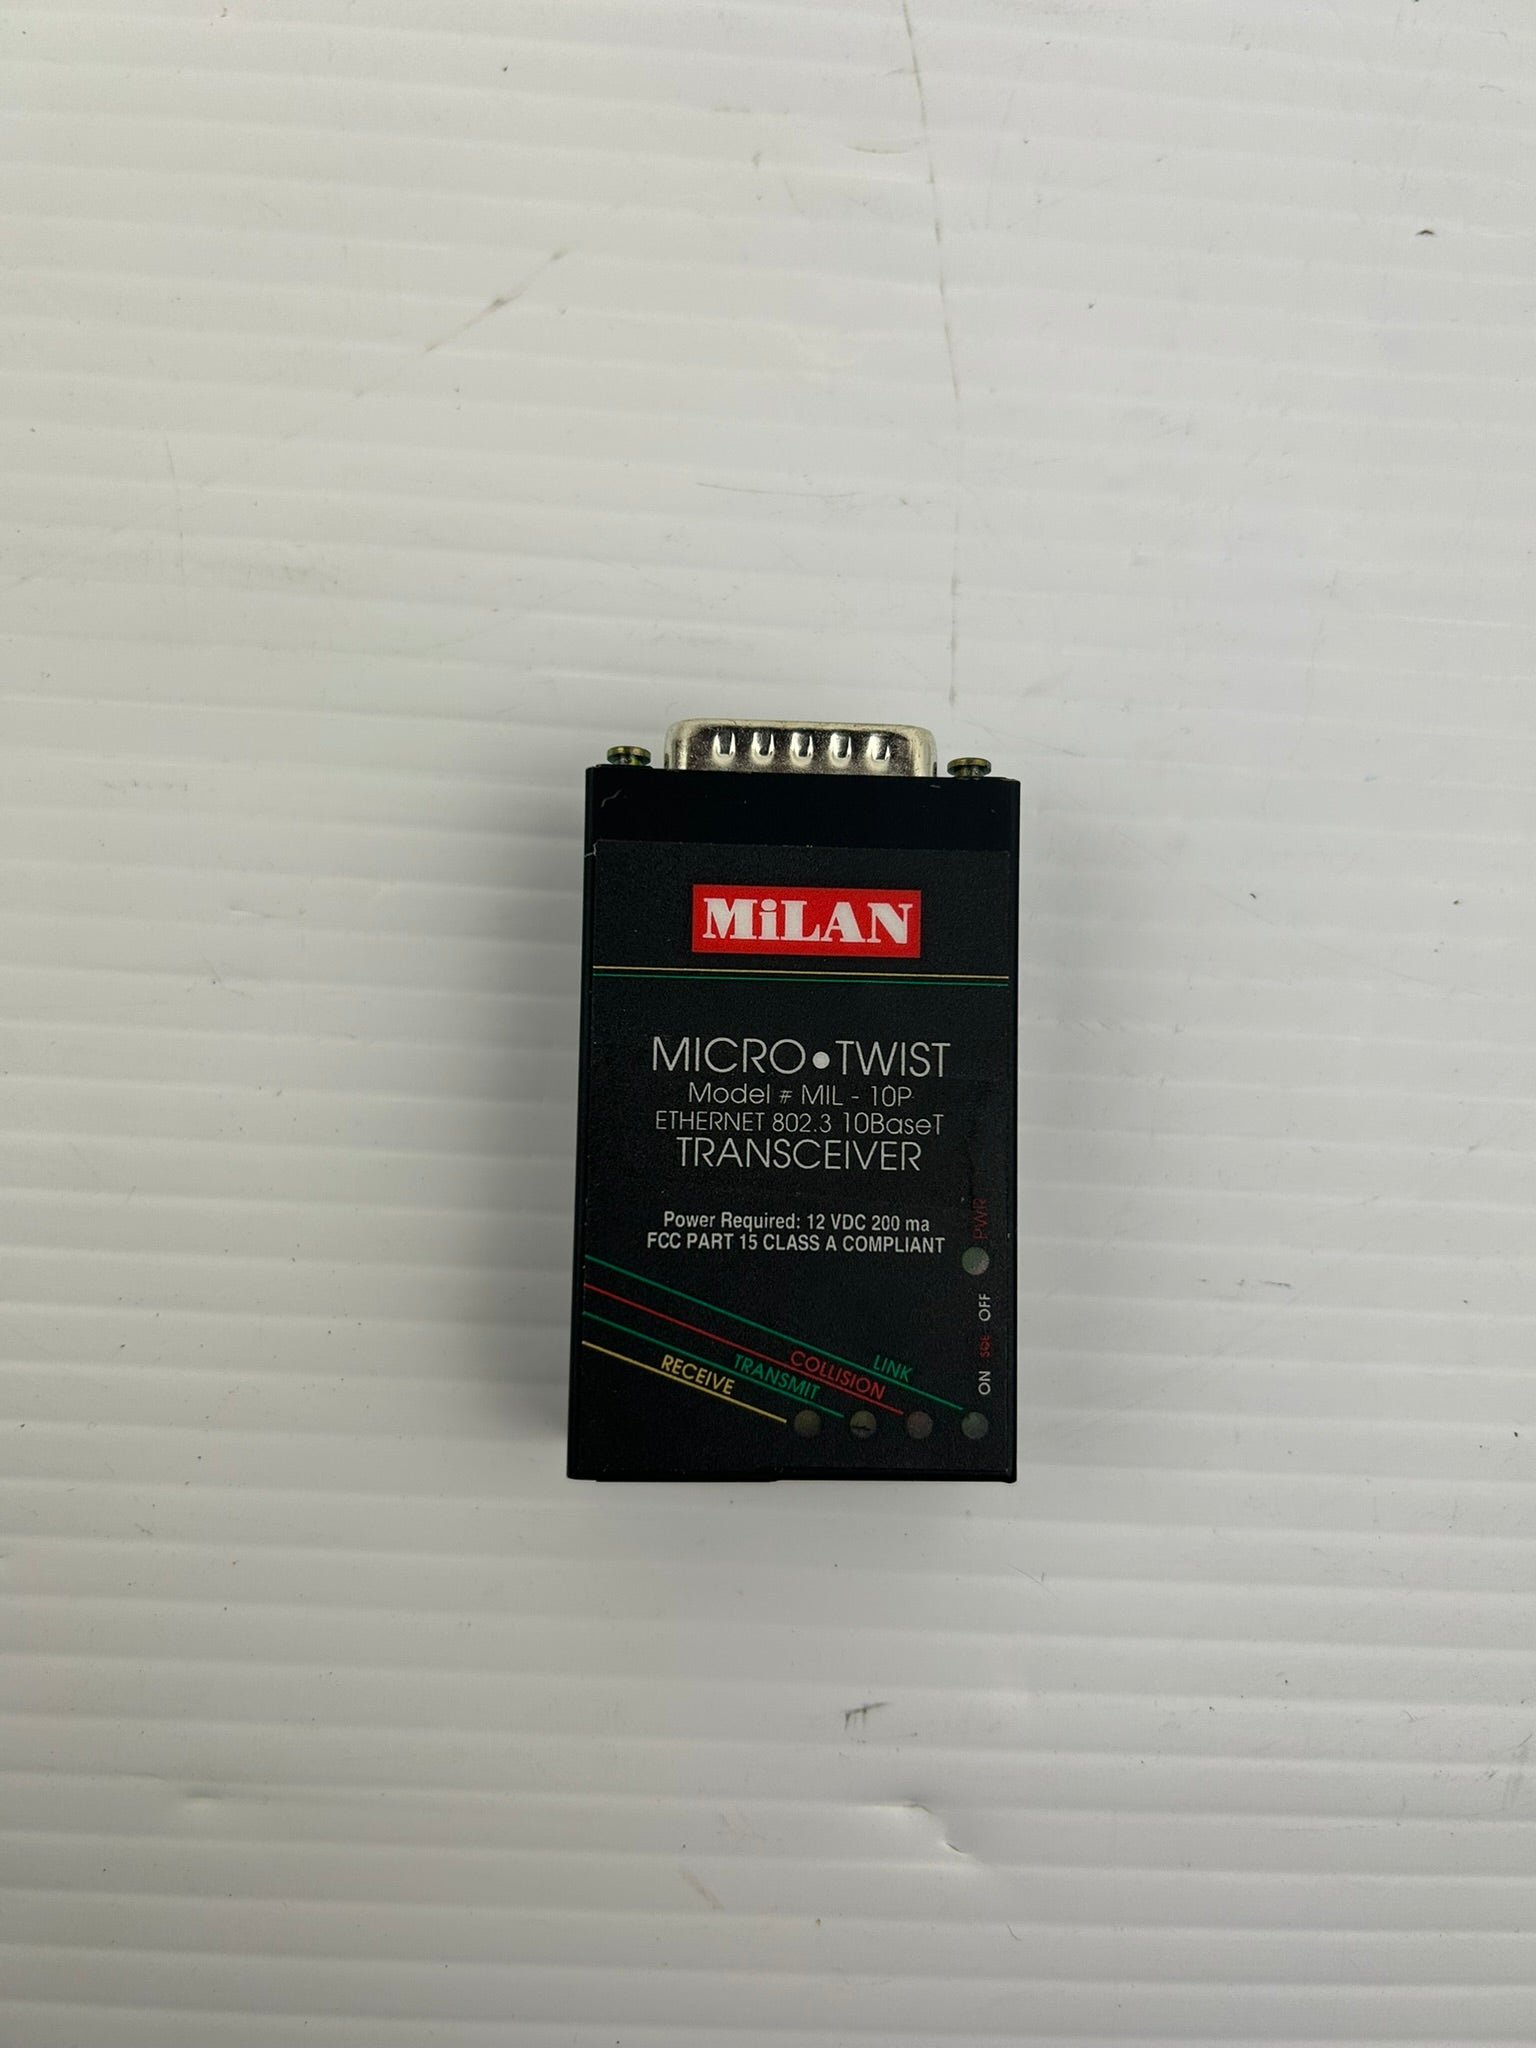 MiLAN
MICRO•TWIST
Model # MIL - 10P
ETHERNET 802.3 10BaseT
TRANSCEIVER
Power Required: 12 VDC 200 ma
FCC PART 15 CLASS A COMPLIANT
PWR
ON SQE OFF
LINK
COLLISION
TRANSMIT
RECEIVE